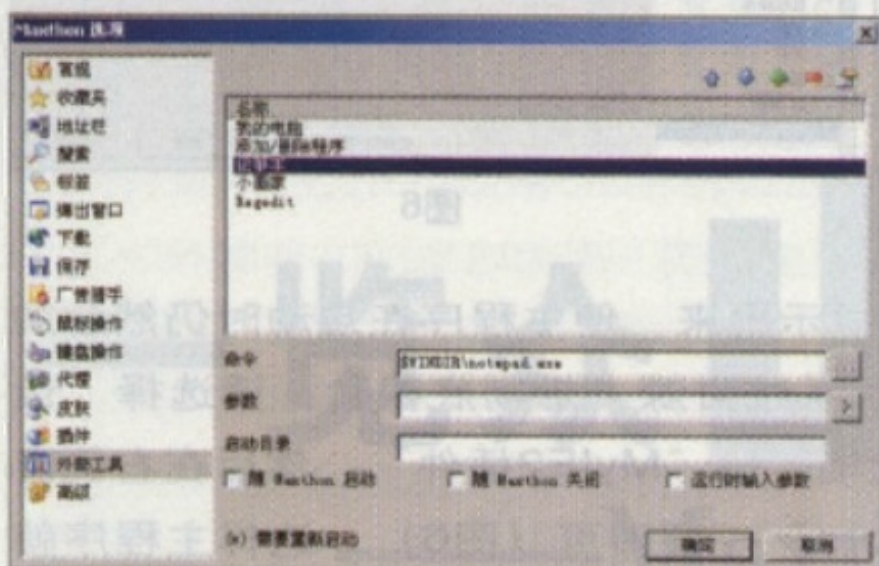 Maxthon 选项
常规
收藏夹
地址栏
搜索
标签
弹出窗口
下载
保存
广告猎手
鼠标操作
键盘操作
代理
皮肤
插件
外部工具
高级
名称
我的电脑
添加/删除程序
记事本
小画家
Regedit
命令
$WINDIR\notepad.exe
参数
启动目录
随 Maxthon 启动
随 Maxthon 关闭
运行时输入参数
(*) 需要重新启动
确定
取消
图6